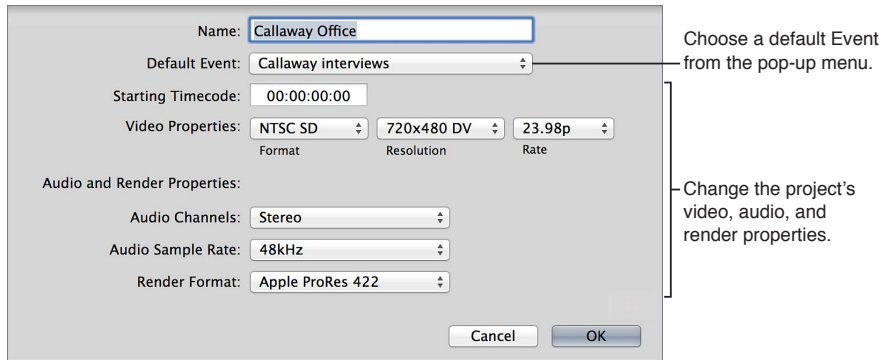 Name: Callaway Office
Default Event: Callaway interviews
Choose a default Event
from the pop-up menu.
Starting Timecode: 00:00:00:00
Video Properties: NTSC SD 720x480 DV 23.98p
Format Resolution Rate
Audio and Render Properties:
Change the project's
video, audio, and
render properties.
Audio Channels: Stereo
Audio Sample Rate: 48kHz
Render Format: Apple ProRes 422
Cancel OK